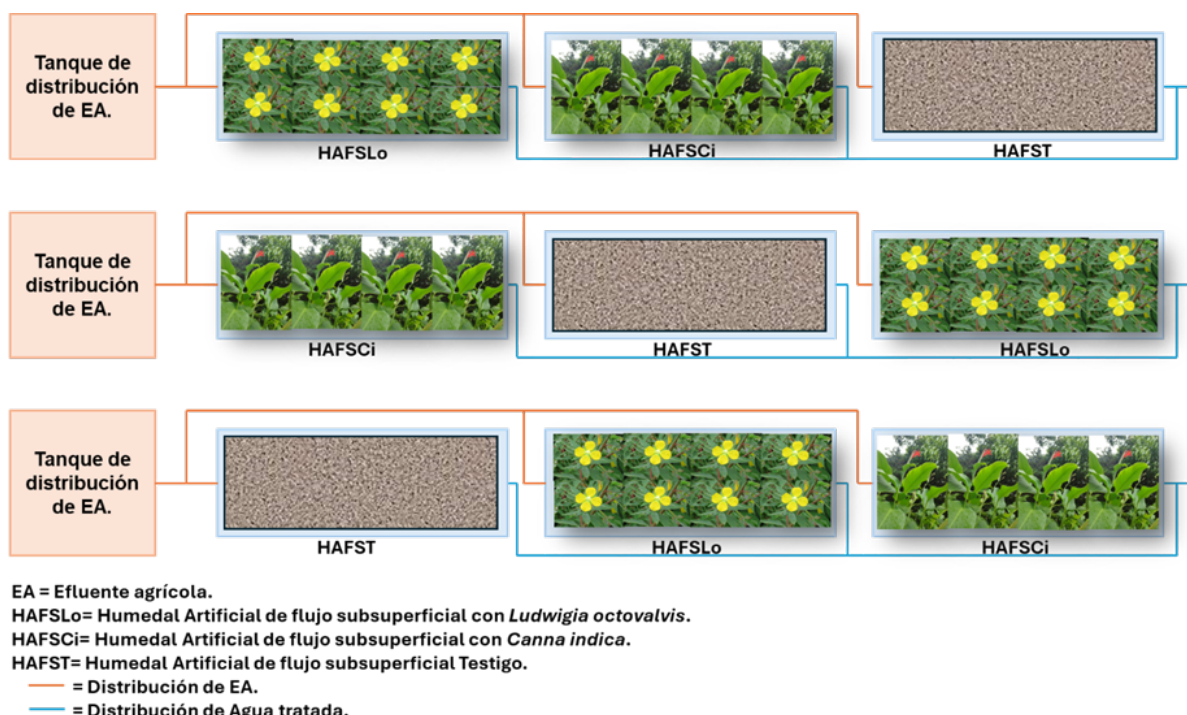 Tanque de
distribución
de EA.
HAFSLo
HAFSCi
HAFST
Tanque de
distribución
de EA.
HAFSCi
HAFST
HAFSLo
Tanque de
distribución
de EA.
HAFST
HAFSLo
HAFSCi
EA = Efluente agrícola.
HAFSLo= Humedal Artificial de flujo subsuperficial con Ludwigia octovalvis.
HAFSCi= Humedal Artificial de flujo subsuperficial con Canna indica.
HAFST= Humedal Artificial de flujo subsuperficial Testigo.
= Distribución de EA.
= Distribución de Agua tratada.